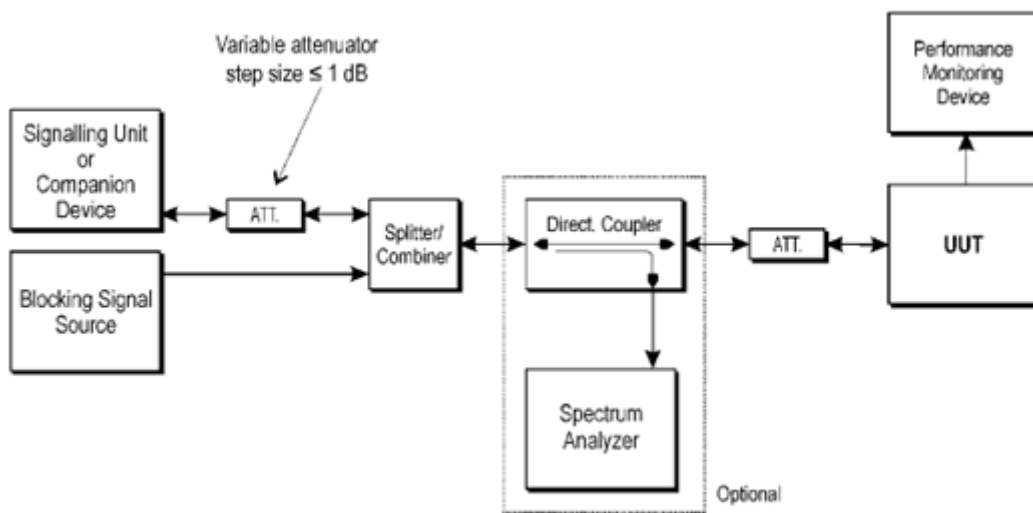 Variable attenuator
step size ≤ 1 dB
Performance
Monitoring
Device
Signalling Unit
or
Companion
Device
ATT.
Splitter/
Combiner
Direct. Coupler
ATT.
UUT
Blocking Signal
Source
Spectrum
Analyzer
Optional